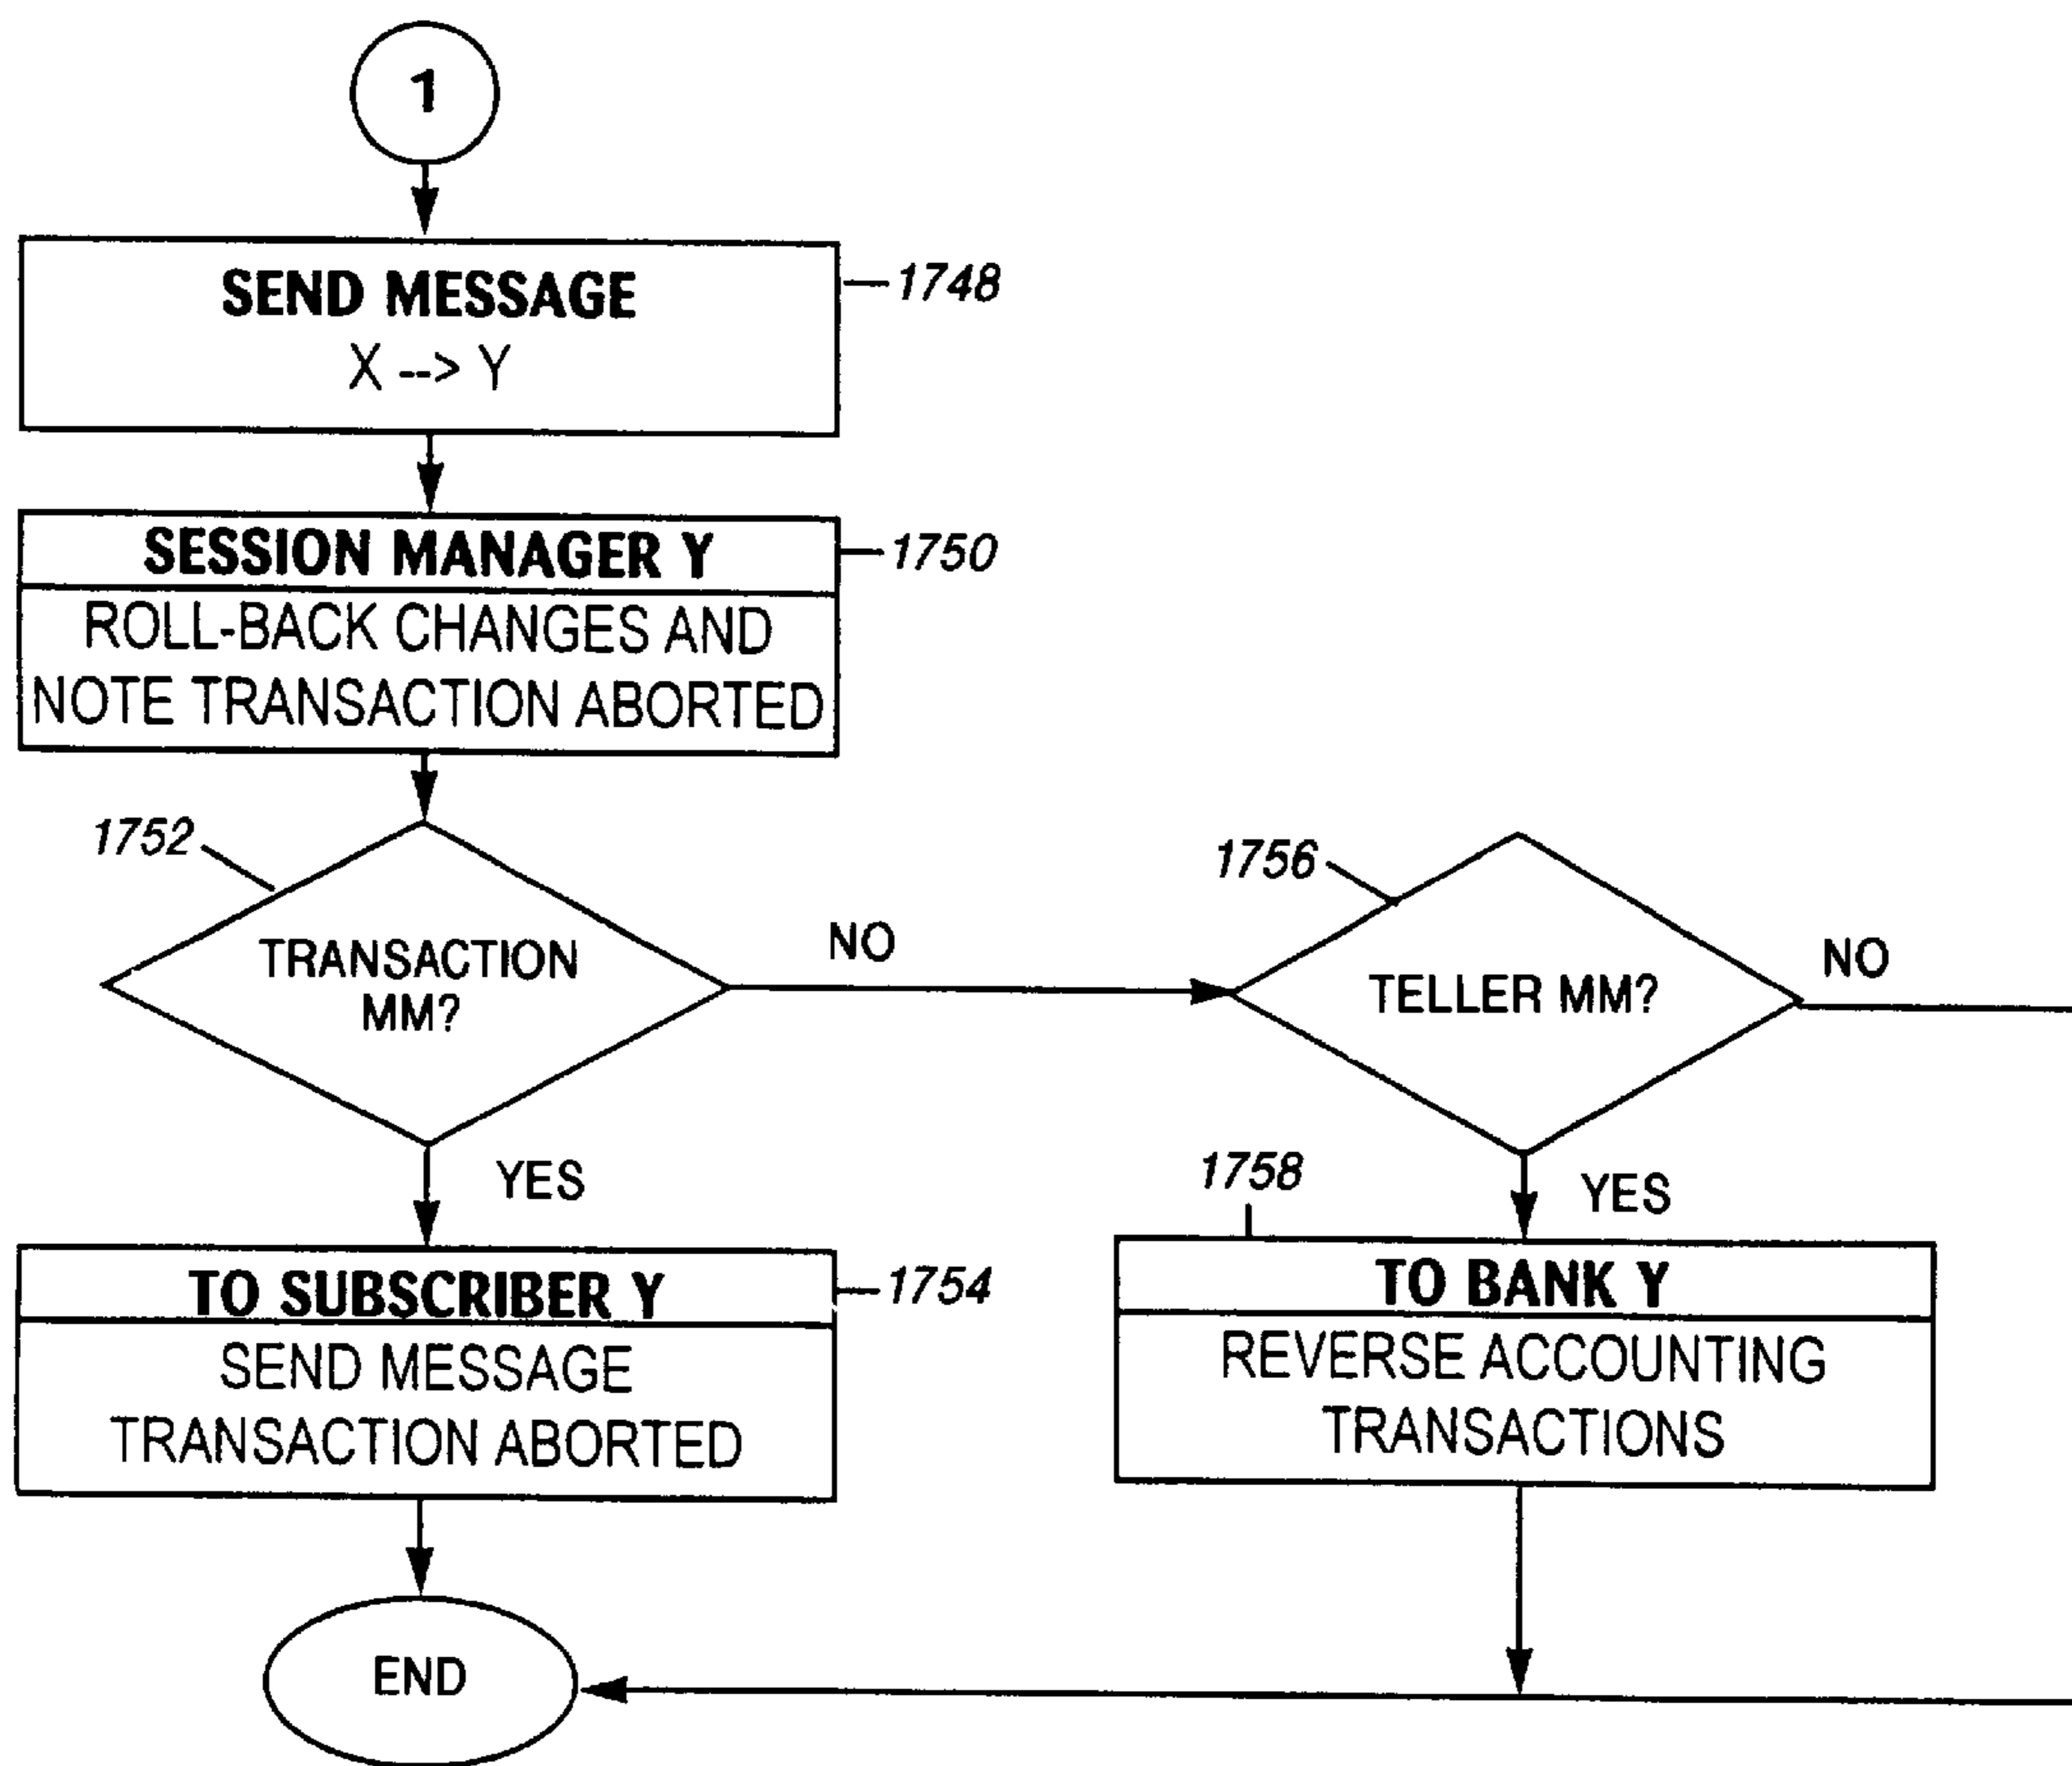 1
SEND MESSAGE
X --> Y
1748
SESSION MANAGER Y
1750
ROLL-BACK CHANGES AND
NOTE TRANSACTION ABORTED
1752
TRANSACTION
MM?
NO
1756
TELLER MM?
NO
YES
1758
YES
TO SUBSCRIBER Y
1754
SEND MESSAGE
TRANSACTION ABORTED
TO BANK Y
REVERSE ACCOUNTING
TRANSACTIONS
END